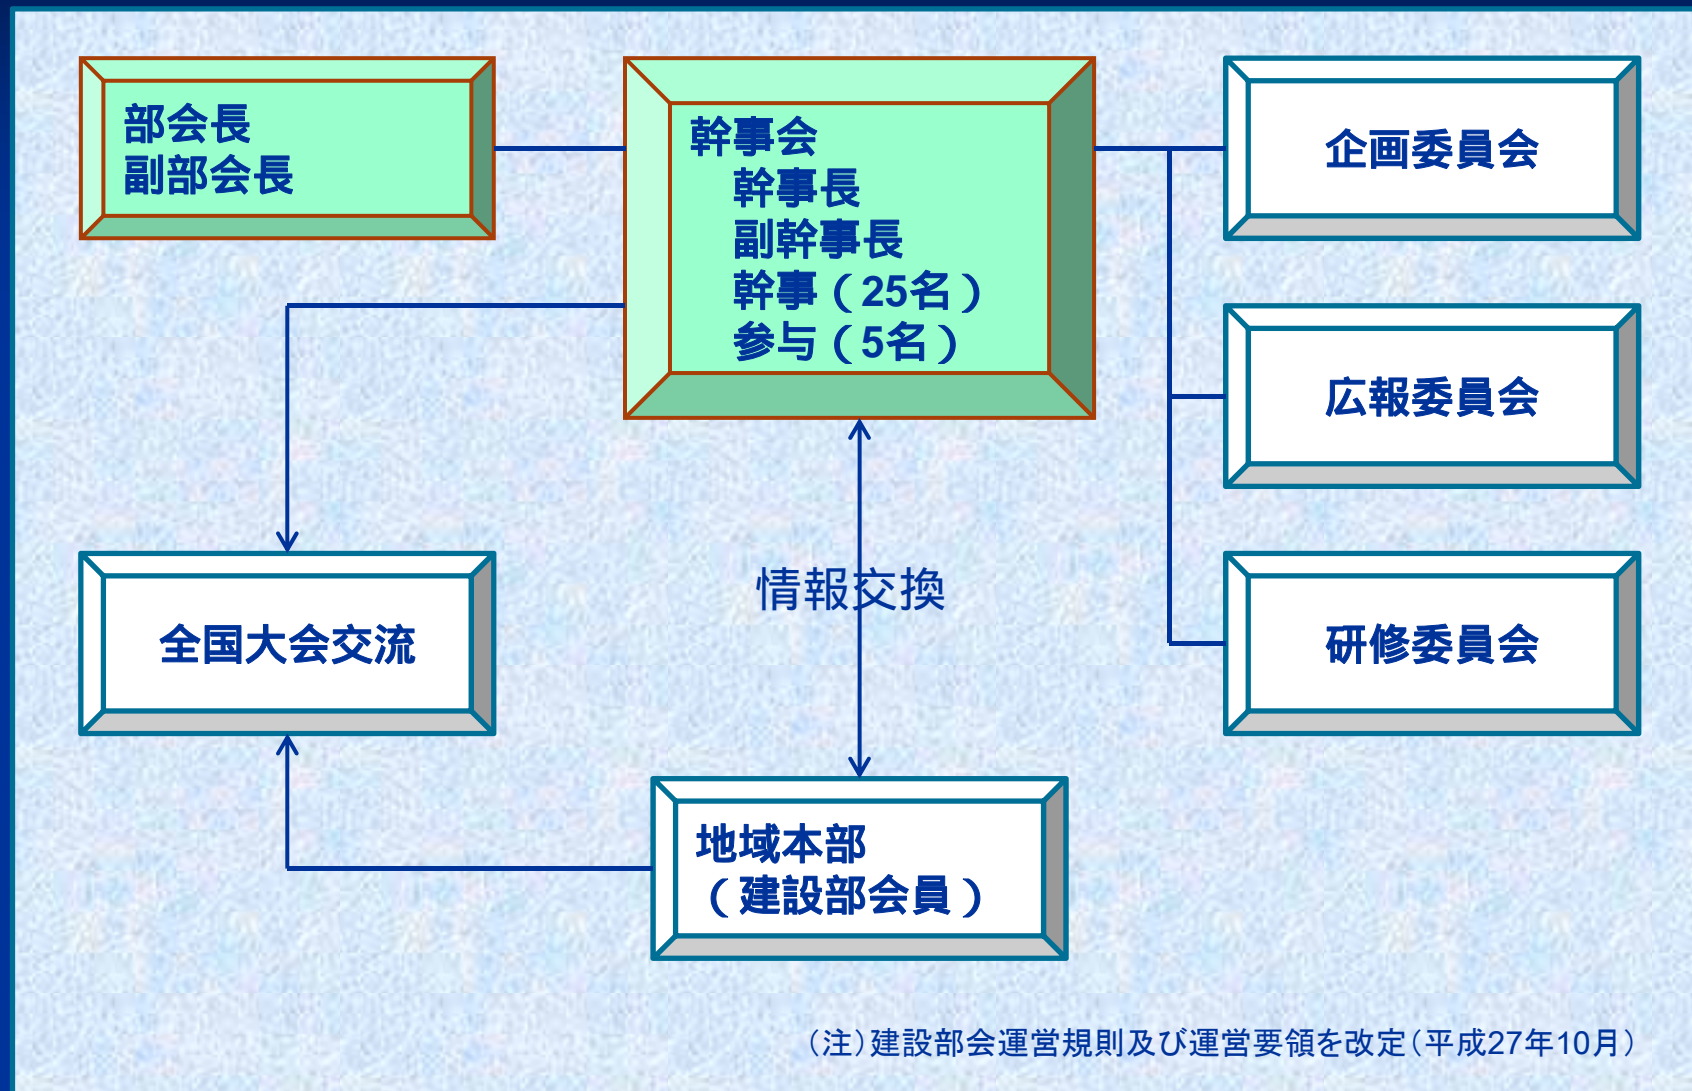 部会長
副部会長
幹事会
幹事長
副幹事長
幹事（25名）
参与（5名）
企画委員会
広報委員会
研修委員会
全国大会交流
情報交換
地域本部
（建設部会員）
（注）建設部会運営規則及び運営要領を改定（平成27年10月）